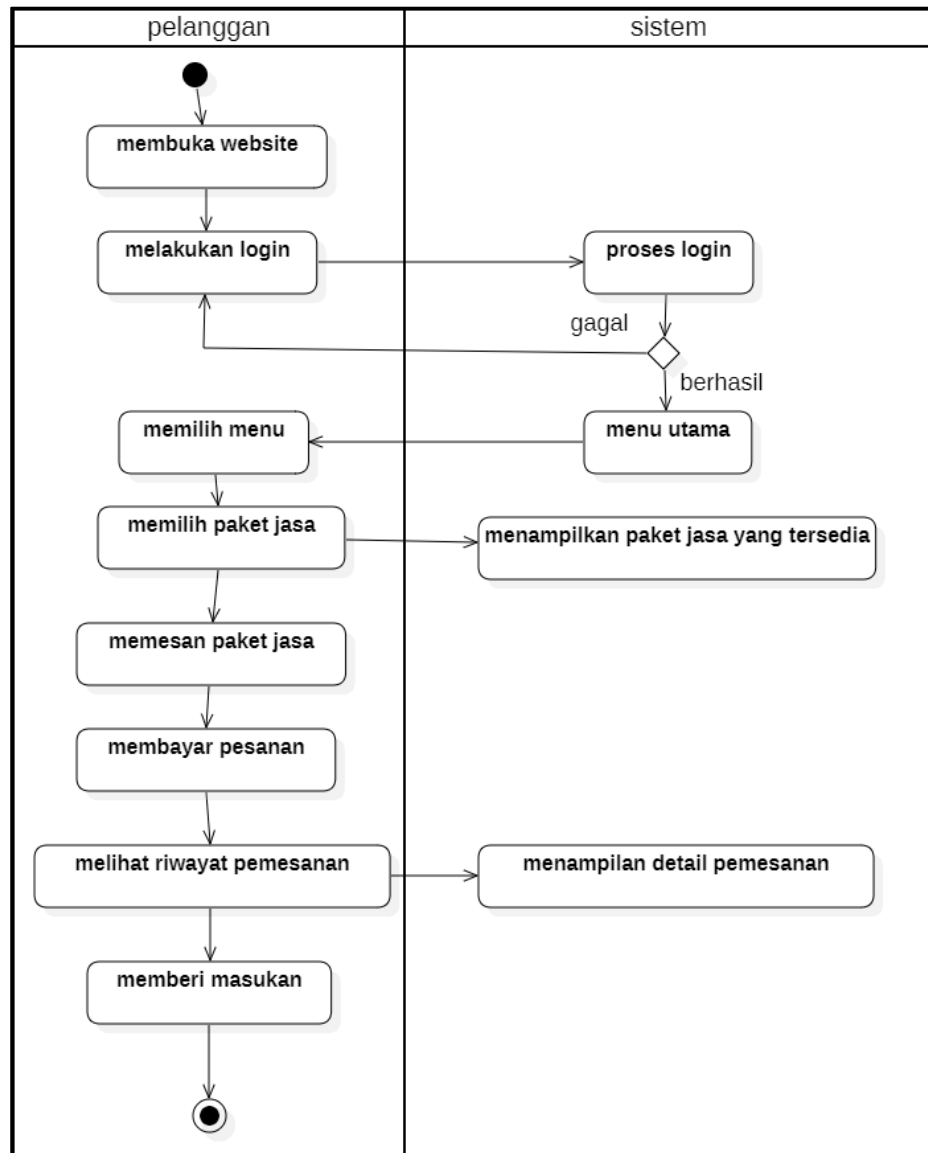 pelanggan
sistem
membuka website
melakukan login
proses login
gagal
berhasil
memilih menu
menu utama
memilih paket jasa
menampilkan paket jasa yang tersedia
memesan paket jasa
membayar pesanan
melihat riwayat pemesanan
menampilan detail pemesanan
memberi masukan